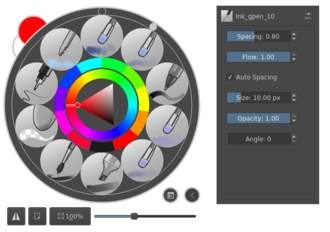 Ink_gpen_10
Spacing: 0.80
Flow: 1.00
Auto Spacing
Size: 10.00 px
Opacity: 1.00
Angle: 0
100%